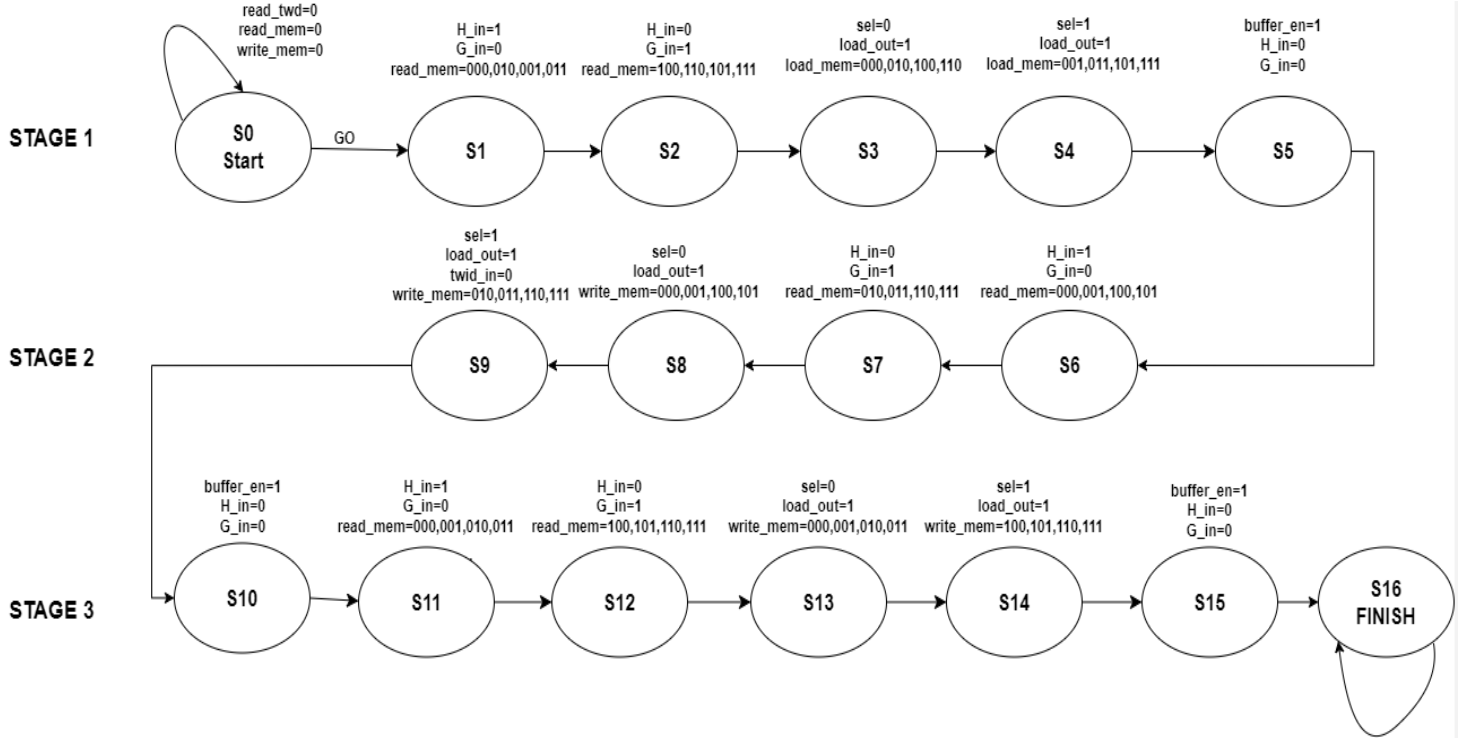 read_twd=0
read_mem=0
write_mem=0
H_in=1
G_in=0
read_mem=000,010,001,011
H_in=0
G_in=1
read_mem=100,110,101,111
sel=0
load_out=1
load_mem=000,010,100,110
sel=1
load_out=1
load_mem=001,011,101,111
buffer_en=1
H_in=0
G_in=0
STAGE 1
S0
Start
GO
S1
S2
S3
S4
S5
sel=1
load_out=1
twid_in=0
write_mem=010,011,110,111
sel=0
load_out=1
write_mem=000,001,100,101
H_in=0
G_in=1
read_mem=010,011,110,111
H_in=1
G_in=0
read_mem=000,001,100,101
STAGE 2
S9
S8
S7
S6
buffer_en=1
H_in=0
G_in=0
H_in=1
G_in=0
read_mem=000,001,010,011
H_in=0
G_in=1
read_mem=100,101,110,111
sel=0
load_out=1
write_mem=000,001,010,011
sel=1
load_out=1
write_mem=100,101,110,111
buffer_en=1
H_in=0
G_in=0
STAGE 3
S10
S11
S12
S13
S14
S15
S16
FINISH